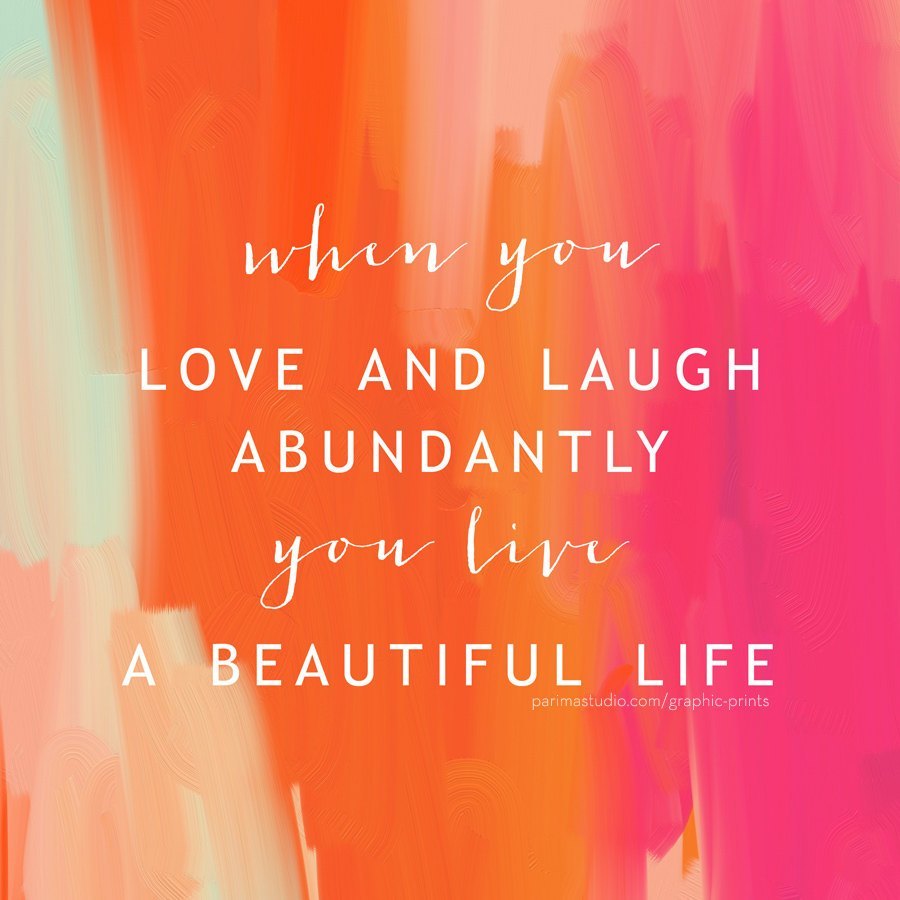 when you
LOVE AND LAUGH
ABUNDANTLY
you live
A BEAUTIFUL LIFE
parimastudio.com/graphic-prints